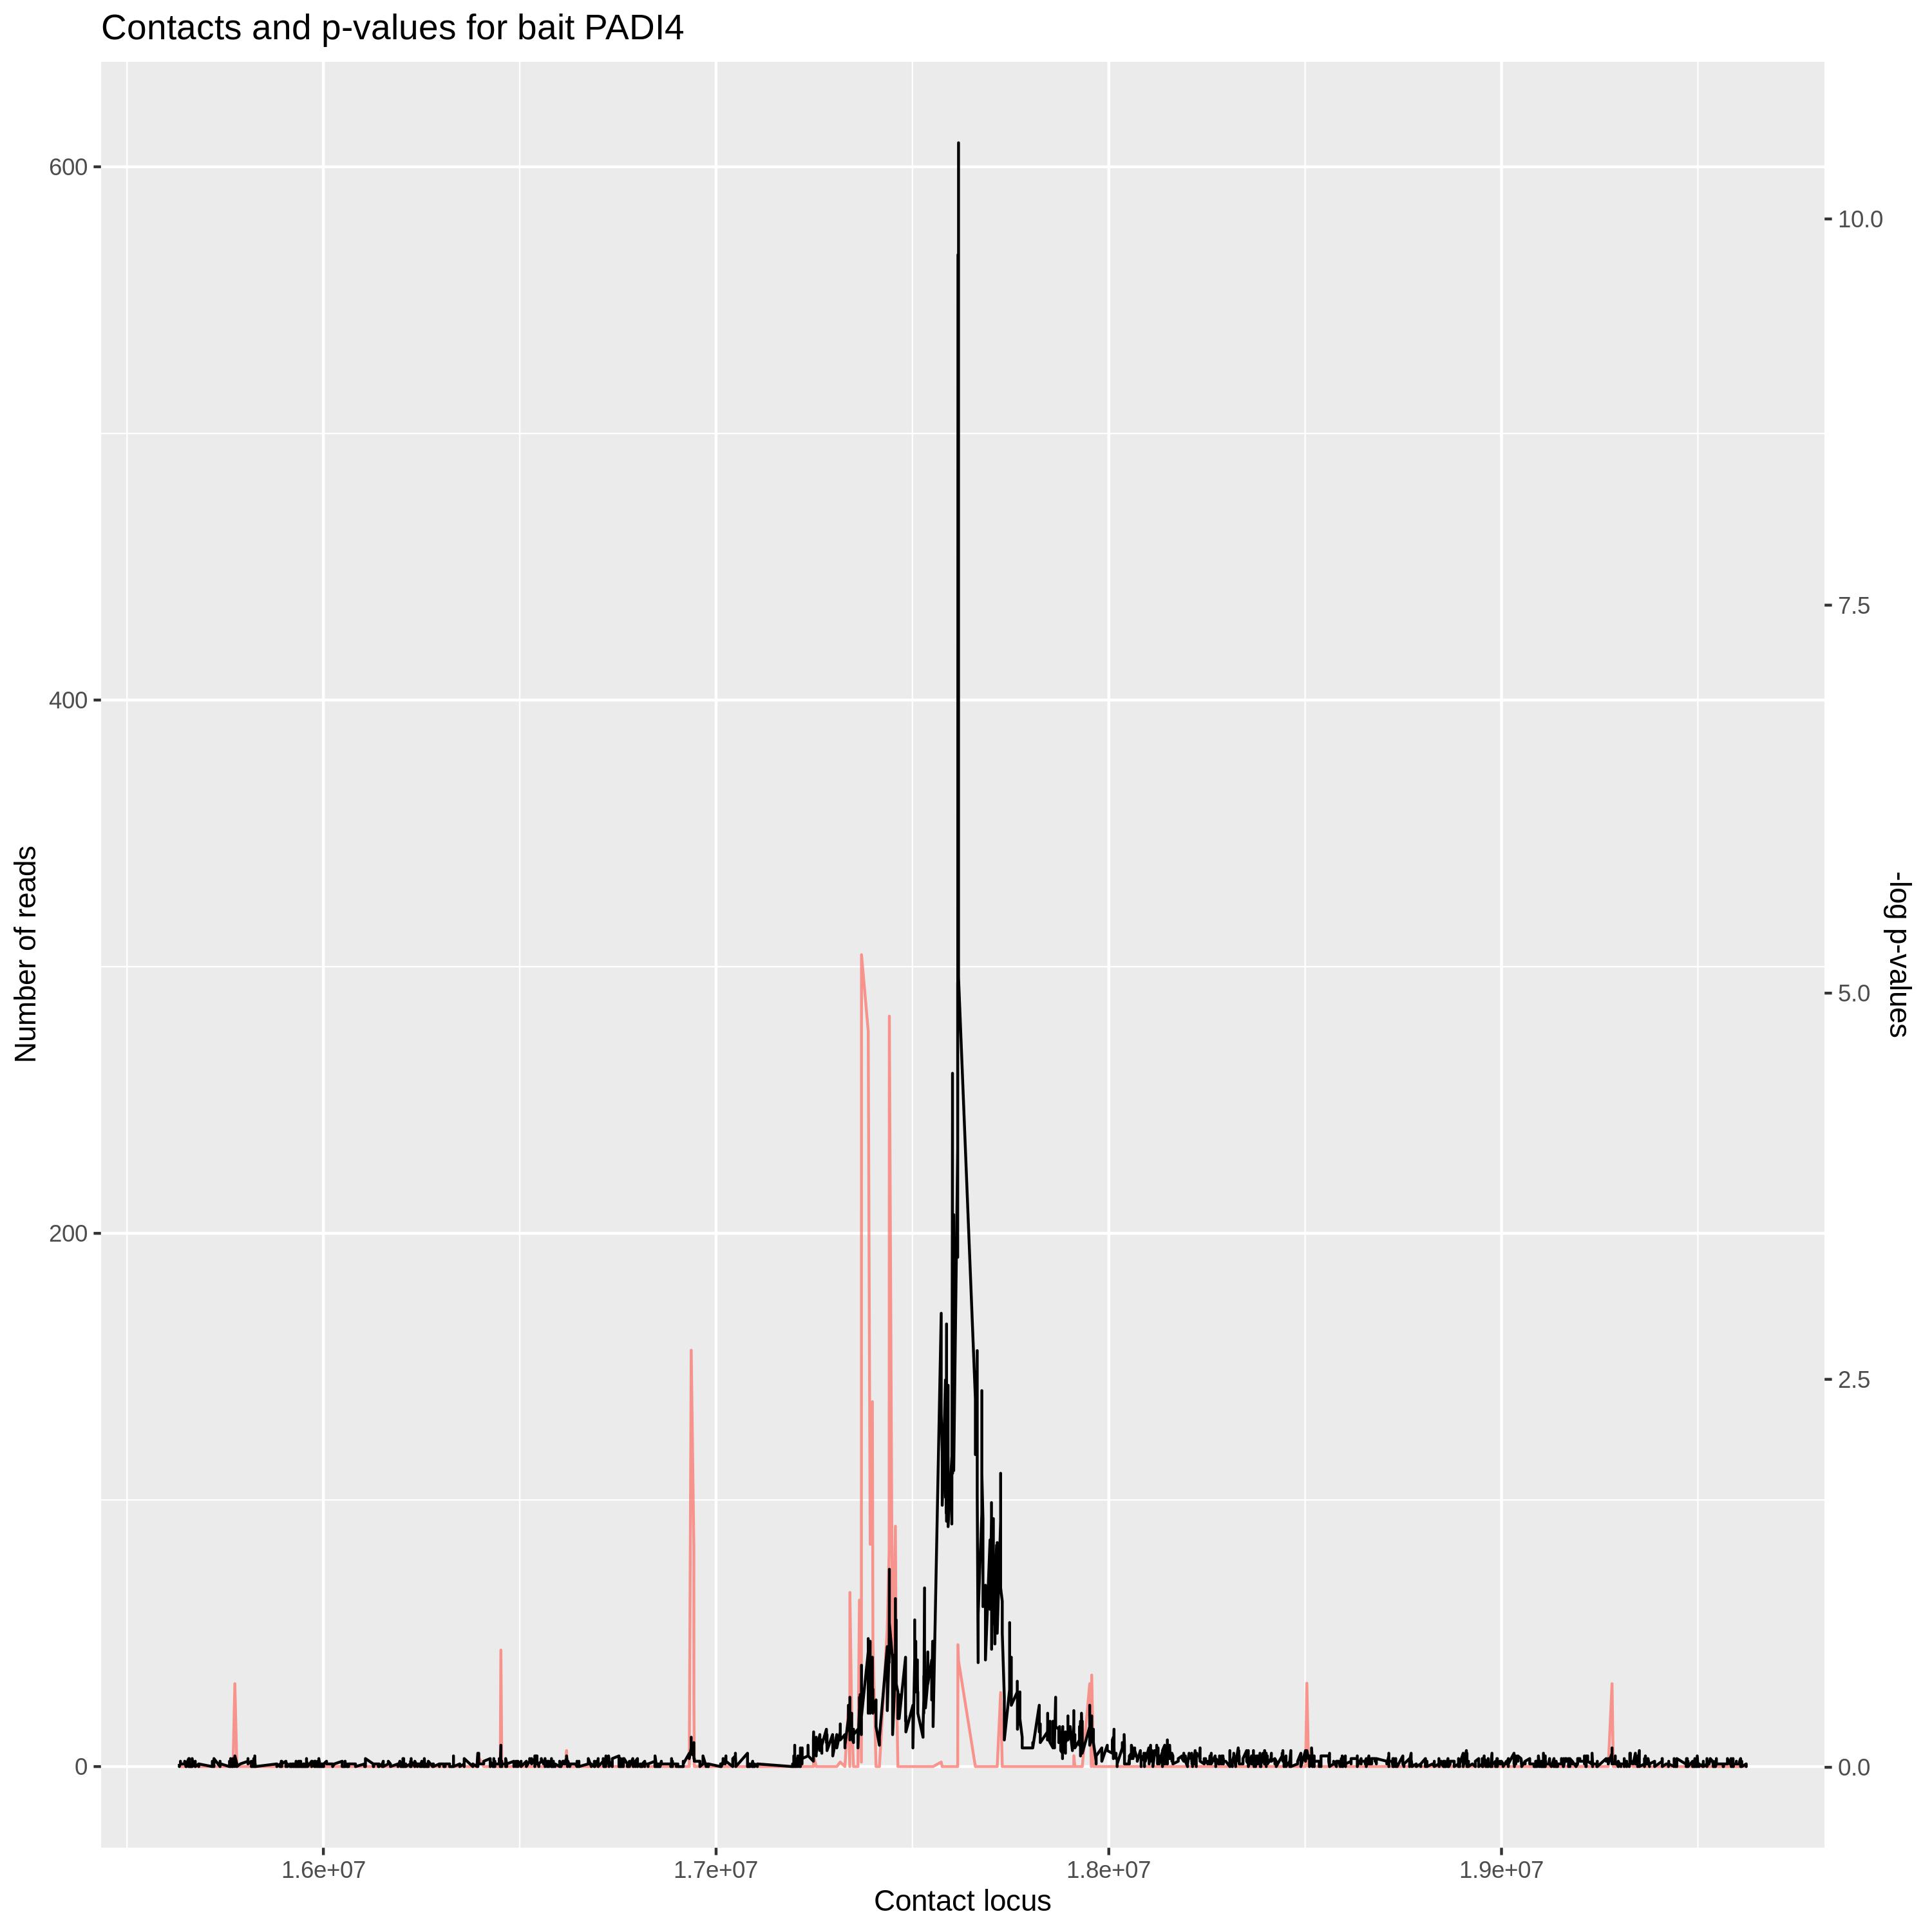 Contacts and p-values for bait PADI4
600
400
200
0
Number of reads
10.0
7.5
5.0
2.5
0.0
-log p-values
1.6e+07
1.7e+07
1.8e+07
1.9e+07
Contact locus